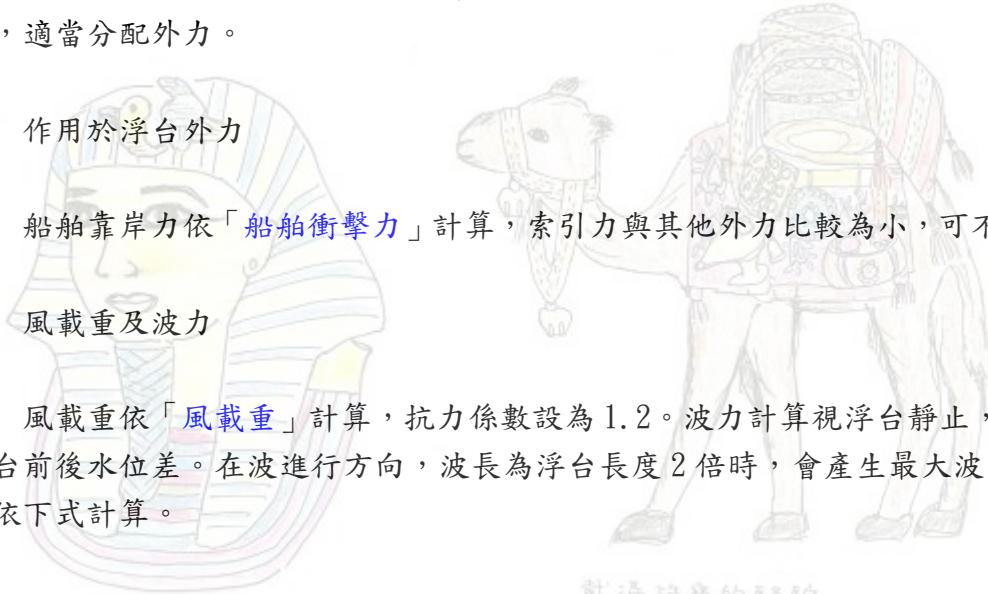 ，適當分配外力。
作用於浮台外力
船舶靠岸力依「船舶衝擊力」計算，索引力與其他外力比較為小，可不
風載重及波力
風載重依「風載重」計算，抗力係數設為1.2。波力計算視浮台靜止，
台前後水位差。在波進行方向，波長為浮台長度2倍時，會產生最大波
依下式計算。